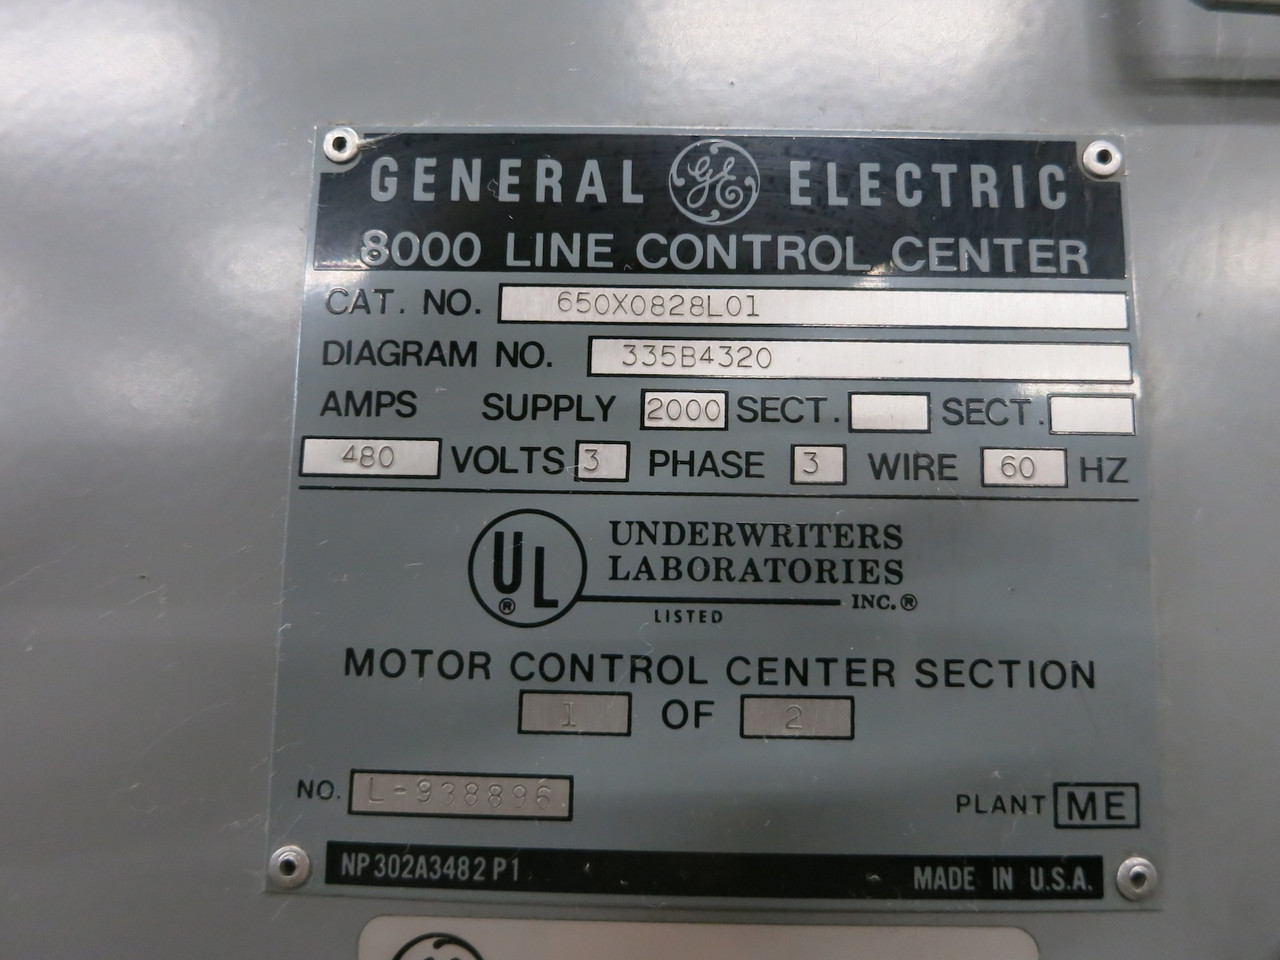 GENERAL GE ELECTRIC
8000 LINE CONTROL CENTER
CAT. NO. 650X0828L01
DIAGRAM NO. 335B4320
AMPS SUPPLY 2000 SECT. SECT.
480 VOLTS 3 PHASE 3 WIRE 60 HZ
UL ® UNDERWRITERS
LABORATORIES
INC.®
LISTED
MOTOR CONTROL CENTER SECTION
1 OF 2
NO. L-938896
PLANT ME
NP302A3482P1 MADE IN U.S.A.